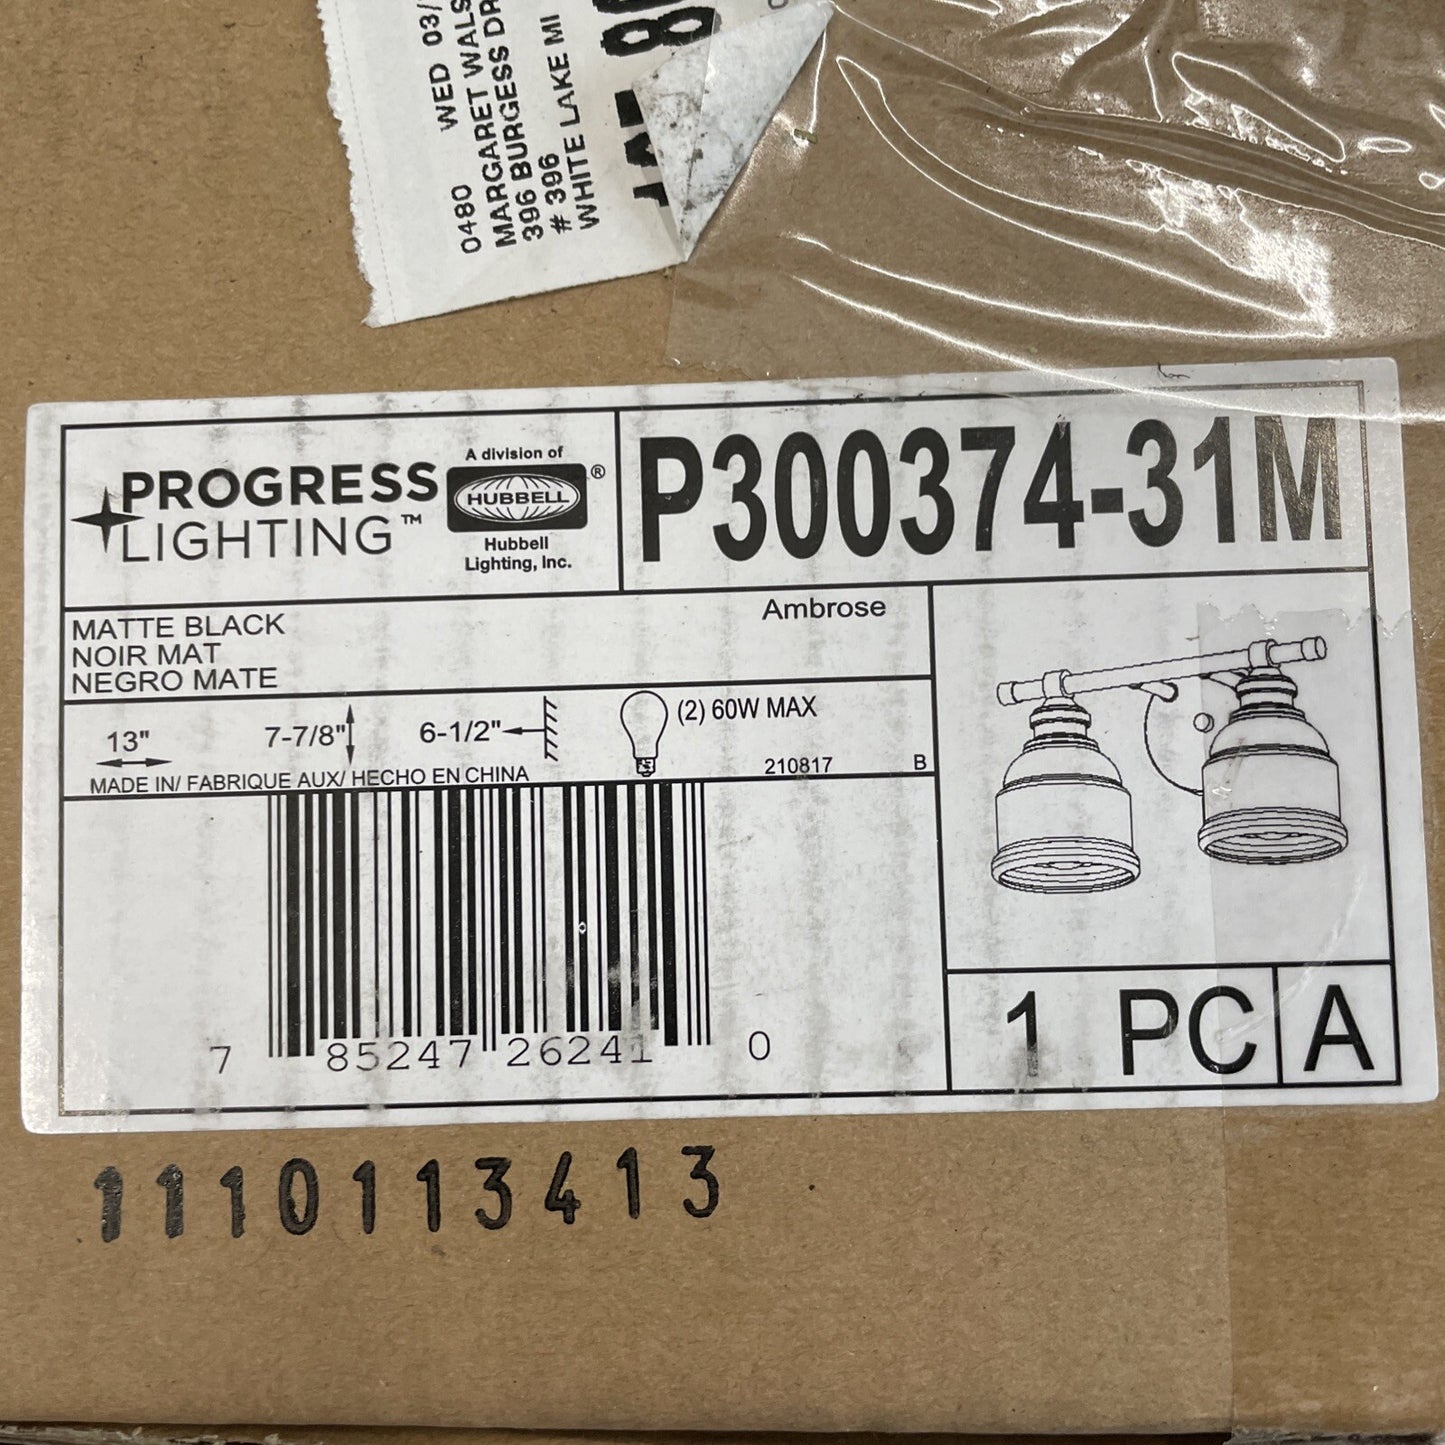 0480 WED 03/
MARGARET WALS
396 BURGESS DR
# 396
WHITE LAKE MI
PROGRESS
LIGHTING™
A division of
HUBBELL®
Hubbell
Lighting, Inc.
P300374-31M
MATTE BLACK
NOIR MAT
NEGRO MATE
Ambrose
13"
7-7/8"
6-1/2"
(2) 60W MAX
MADE IN/ FABRIQUE AUX/ HECHO EN CHINA
210817
B
7 85247 26241 0
1 PC
A
1110113413